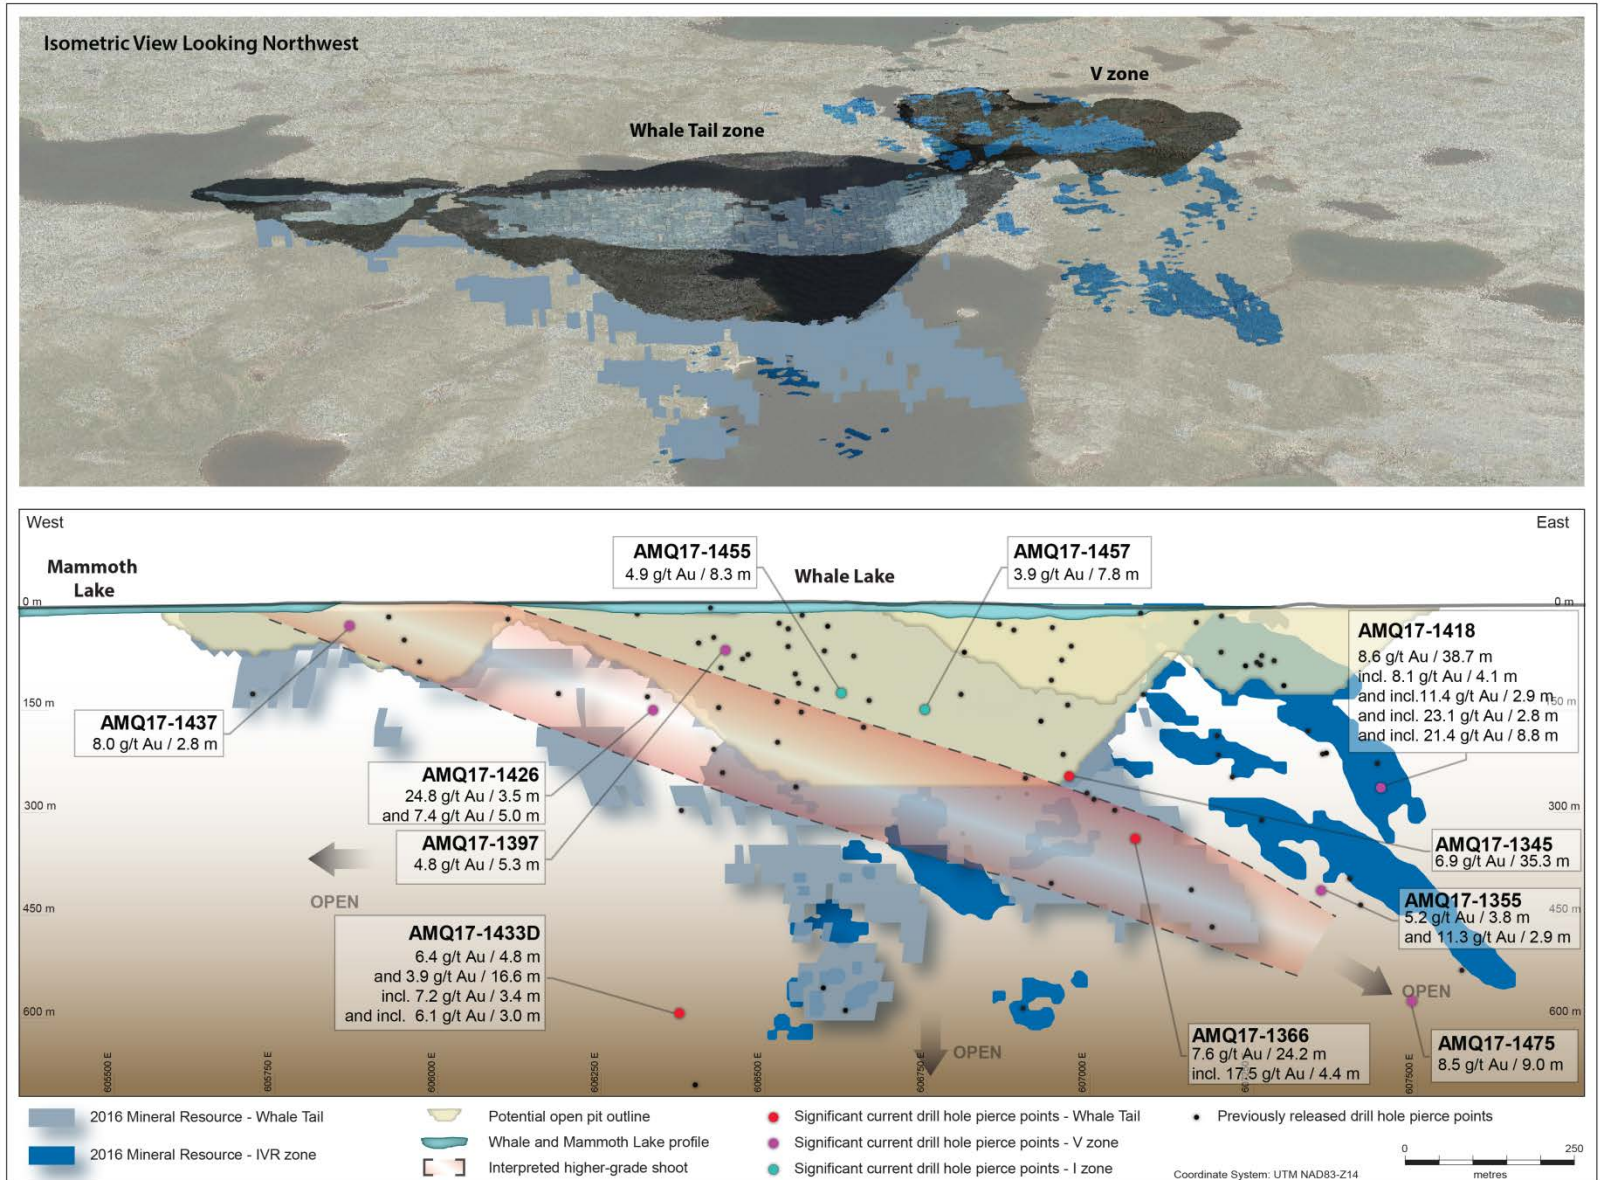 Isometric View Looking Northwest
V zone
Whale Tail zone
West
East
Mammoth
Lake
Whale Lake
AMQ17-1455
4.9 g/t Au / 8.3 m
AMQ17-1457
3.9 g/t Au / 7.8 m
0 m
0 m
AMQ17-1418
8.6 g/t Au / 38.7 m
incl. 8.1 g/t Au / 4.1 m
and incl.11.4 g/t Au / 2.9 m
and incl. 23.1 g/t Au / 2.8 m
and incl. 21.4 g/t Au / 8.8 m
150 m
150 m
AMQ17-1437
8.0 g/t Au / 2.8 m
AMQ17-1426
24.8 g/t Au / 3.5 m
and 7.4 g/t Au / 5.0 m
300 m
300 m
AMQ17-1397
4.8 g/t Au / 5.3 m
AMQ17-1345
6.9 g/t Au / 35.3 m
OPEN
450 m
450 m
AMQ17-1355
5.2 g/t Au / 3.8 m
and 11.3 g/t Au / 2.9 m
AMQ17-1433D
6.4 g/t Au / 4.8 m
and 3.9 g/t Au / 16.6 m
incl. 7.2 g/t Au / 3.4 m
and incl. 6.1 g/t Au / 3.0 m
OPEN
600 m
600 m
AMQ17-1366
7.6 g/t Au / 24.2 m
incl. 17.5 g/t Au / 4.4 m
AMQ17-1475
8.5 g/t Au / 9.0 m
OPEN
605500 E
605750 E
606000 E
606250 E
606500 E
606750 E
607000 E
607500 E
2016 Mineral Resource - Whale Tail
2016 Mineral Resource - IVR zone
Potential open pit outline
Whale and Mammoth Lake profile
Interpreted higher-grade shoot
Significant current drill hole pierce points - Whale Tail
Significant current drill hole pierce points - V zone
Significant current drill hole pierce points - I zone
Previously released drill hole pierce points
0
250
metres
Coordinate System: UTM NAD83-Z14